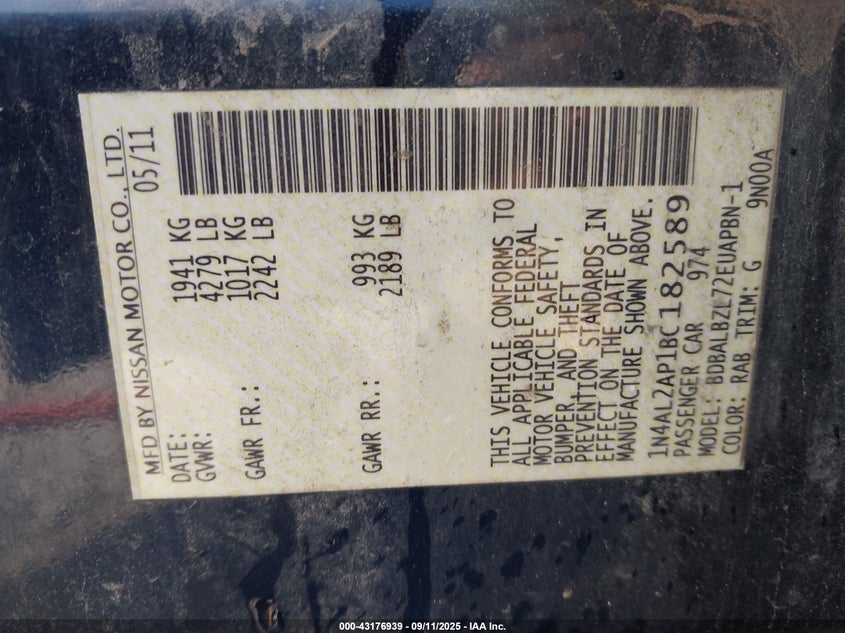 MFD BY NISSAN MOTOR CO., LTD.
DATE: 05/11
GVWR: 1941 KG
4279 LB
GAWR FR.: 1017 KG
2242 LB
GAWR RR.: 993 KG
2189 LB
THIS VEHICLE CONFORMS TO
ALL APPLICABLE FEDERAL
MOTOR VEHICLE SAFETY,
BUMPER, AND THEFT
PREVENTION STANDARDS IN
EFFECT ON THE DATE OF
MANUFACTURE SHOWN ABOVE.
1N4AL2AP1BC182589
PASSENGER CAR 974
MODEL: BDBALBZL72EUAPBN-1
COLOR: RAB TRIM: G 9N00A
000-43176939 - 09/11/2025 - IAA Inc.